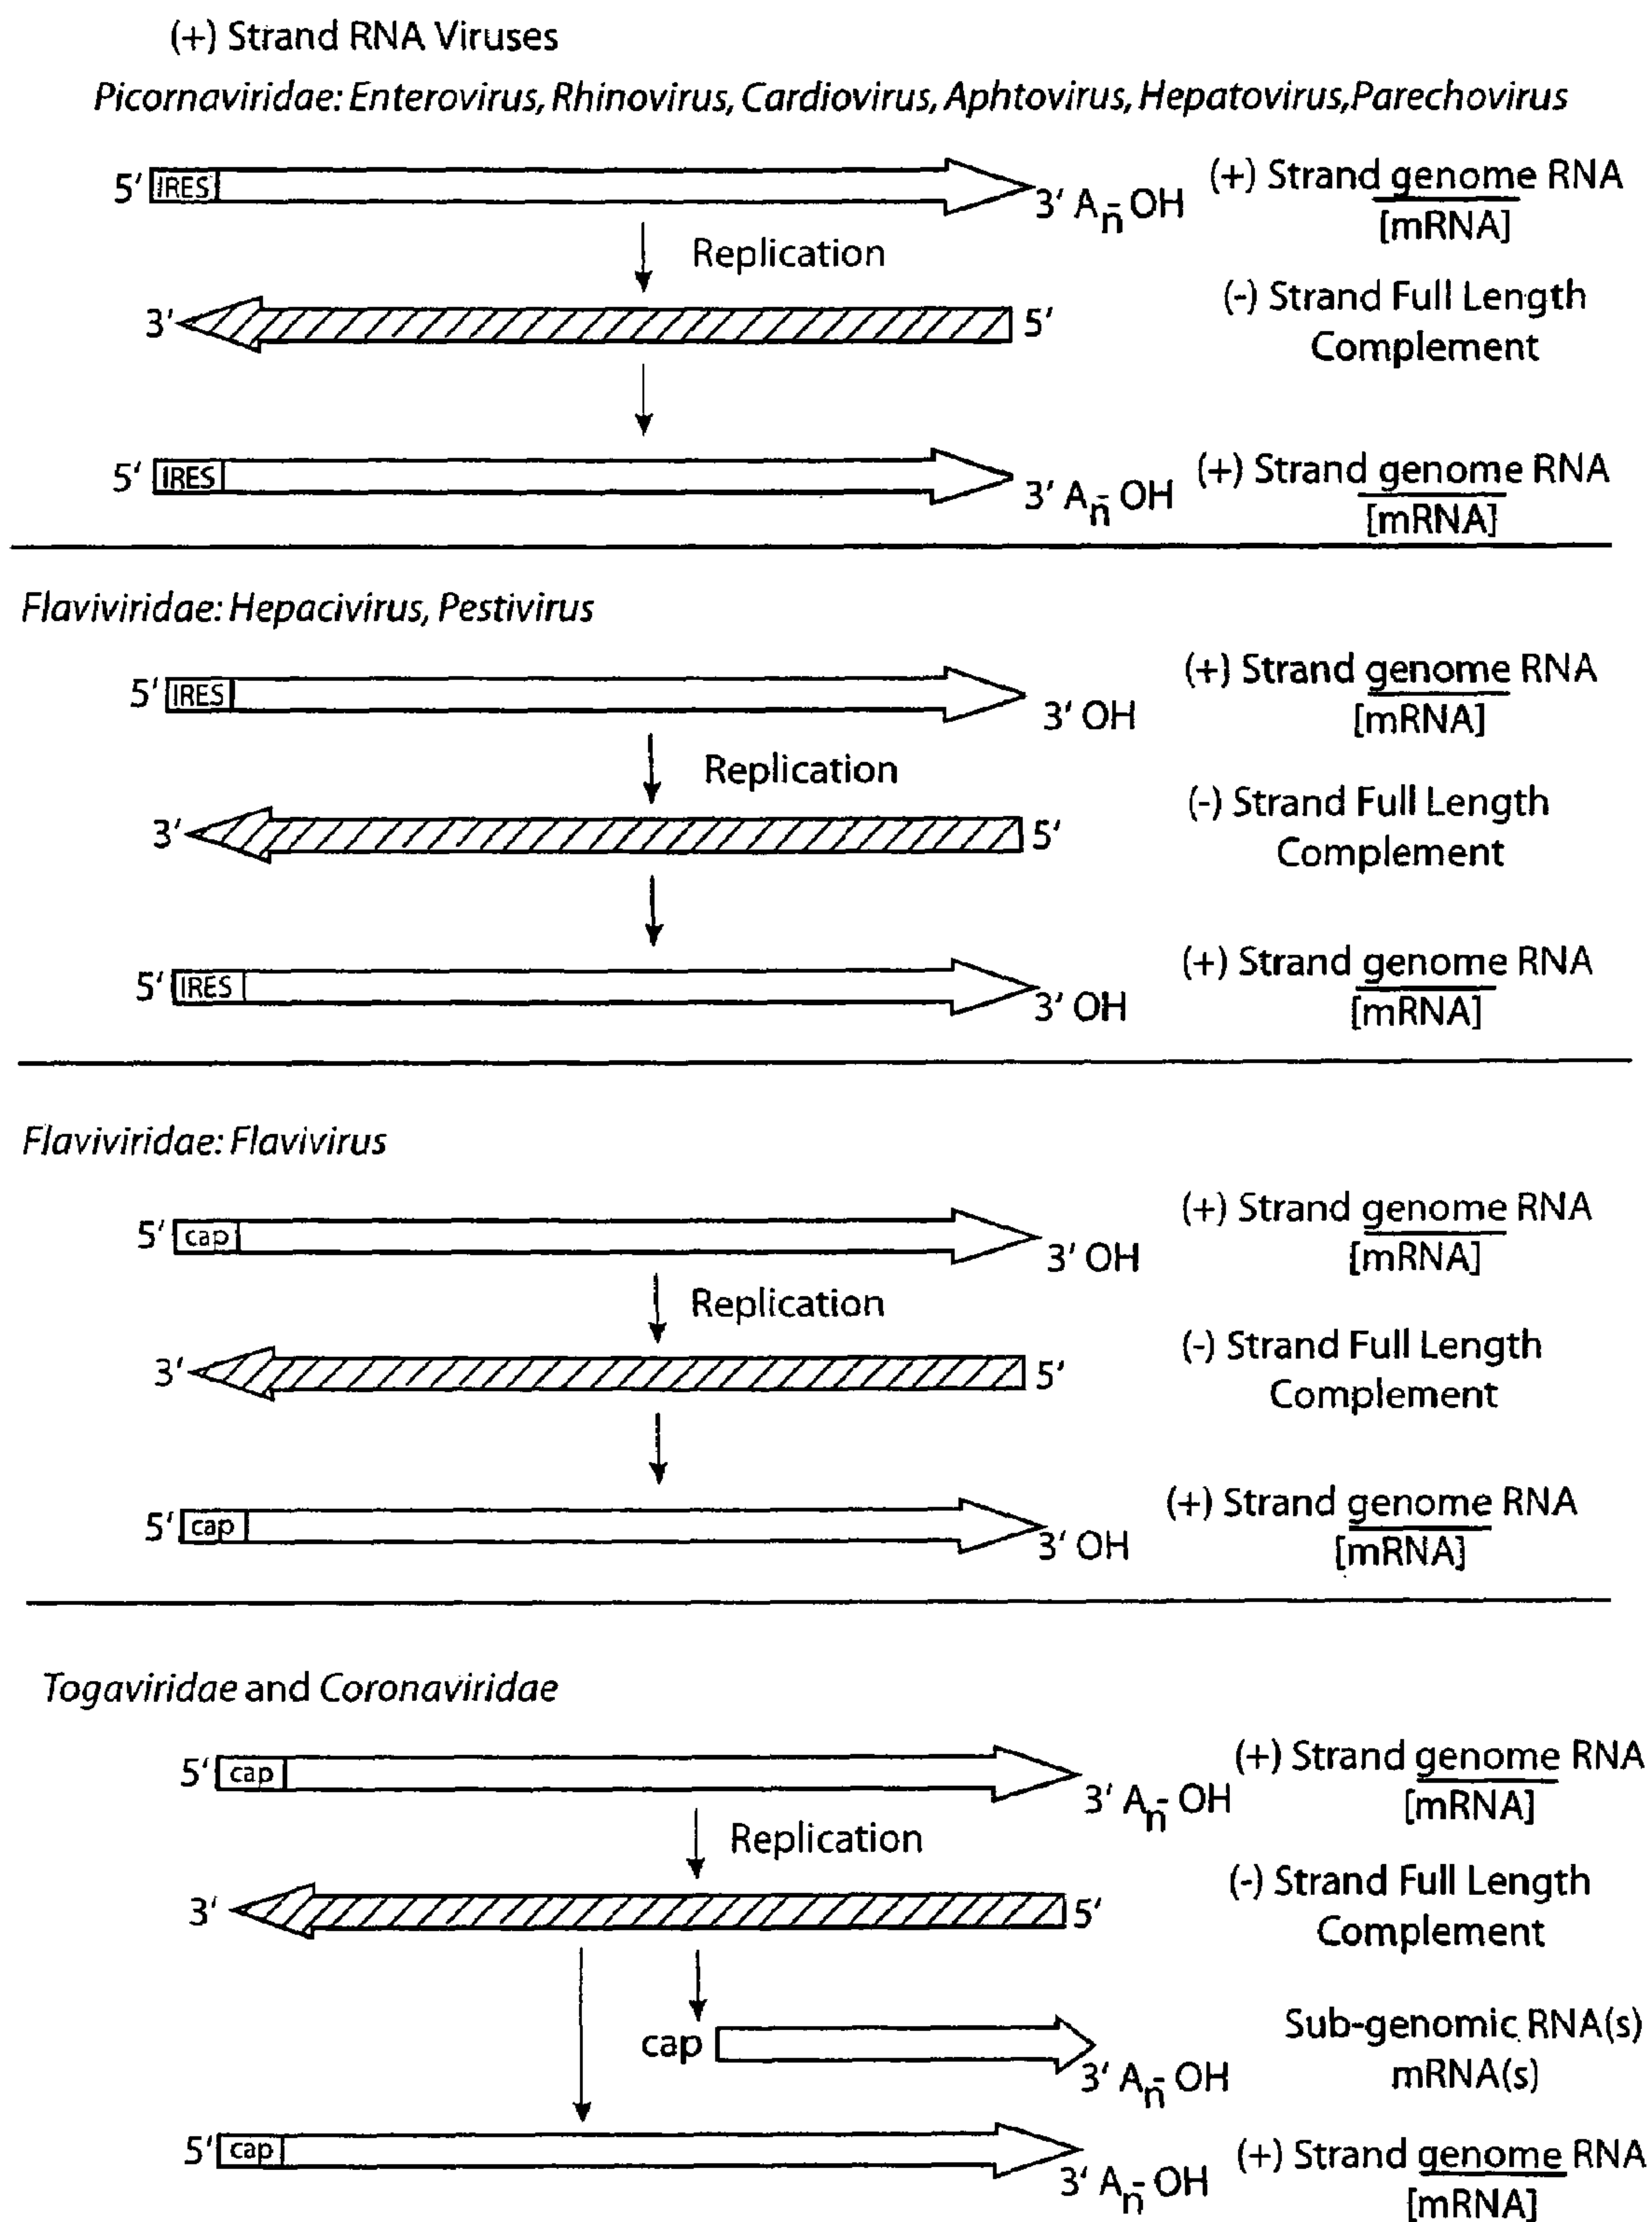 (+) Strand RNA Viruses
Picornaviridae: Enterovirus, Rhinovirus, Cardiovirus, Aphtovirus, Hepatovirus,Parechovirus
5' IRES 3' An- OH (+) Strand genome RNA
[mRNA]
Replication
3' 5' (-) Strand Full Length
Complement
5' IRES 3' An- OH (+) Strand genome RNA
[mRNA]
Flaviviridae: Hepacivirus, Pestivirus
5' IRES 3' OH (+) Strand genome RNA
[mRNA]
Replication
3' 5' (-) Strand Full Length
Complement
5' IRES 3' OH (+) Strand genome RNA
[mRNA]
Flaviviridae: Flavivirus
5' cap 3' OH (+) Strand genome RNA
[mRNA]
Replication
3' 5' (-) Strand Full Length
Complement
5' cap 3' OH (+) Strand genome RNA
[mRNA]
Togaviridae and Coronaviridae
5' cap 3' An- OH (+) Strand genome RNA
[mRNA]
Replication
3' 5' (-) Strand Full Length
Complement
cap 3' An- OH Sub-genomic RNA(s)
mRNA(s)
5' cap 3' An- OH (+) Strand genome RNA
[mRNA]